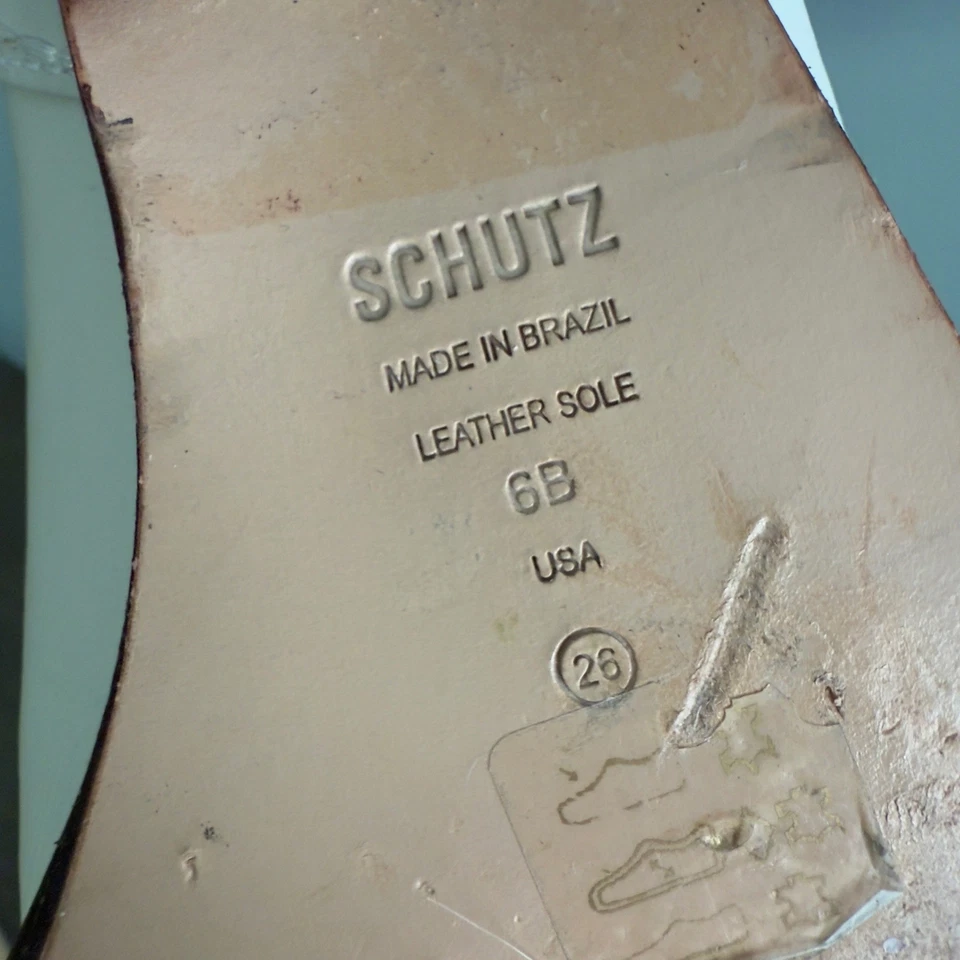 SCHUTZ
MADE IN BRAZIL
LEATHER SOLE
6B
USA
26